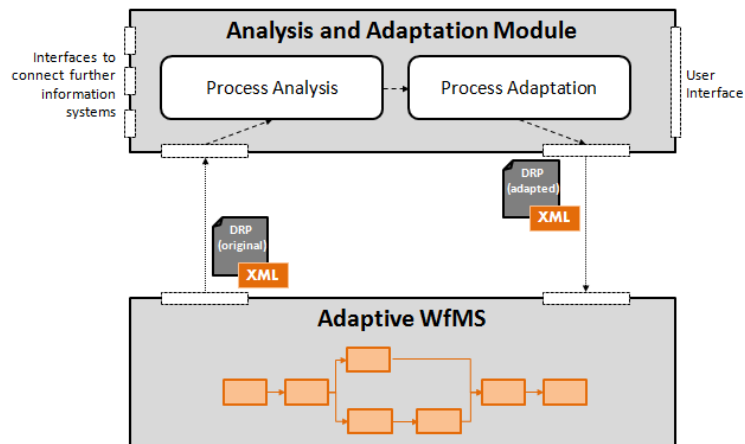 Analysis and Adaptation Module
Interfaces to
connect further
information
systems
Process Analysis
Process Adaptation
User
Interface
DRP
(adapted)
XML
DRP
(original)
XML
Adaptive WfMS